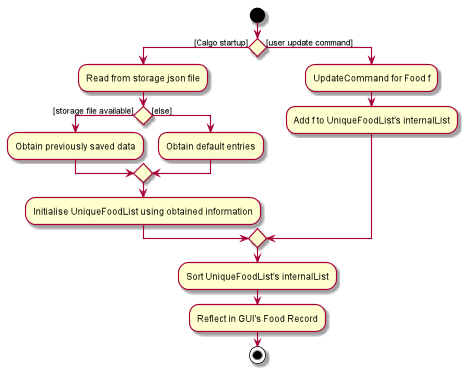 [Calgo startup]
[user update command]
Read from storage json file
UpdateCommand for Food f
[storage file available]
[else]
Add f to UniqueFoodList's internalList
Obtain previously saved data
Obtain default entries
Initialise UniqueFoodList using obtained information
Sort UniqueFoodList's internalList
Reflect in GUI's Food Record